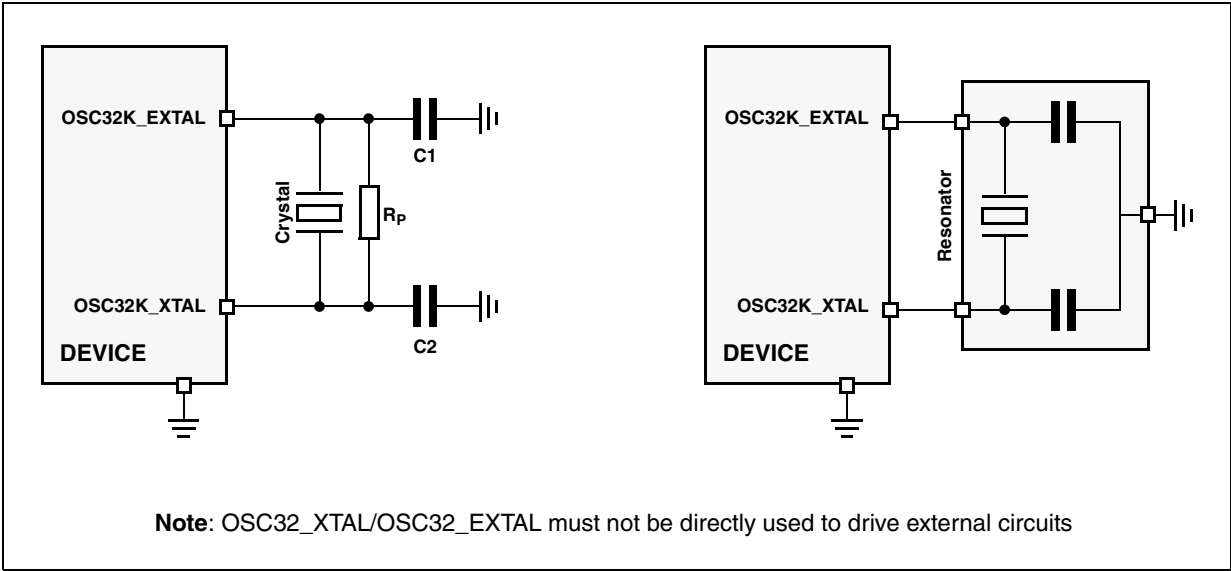 OSC32K_EXTAL
C1
Crystal
RP
OSC32K_XTAL
C2
DEVICE
OSC32K_EXTAL
Resonator
OSC32K_XTAL
DEVICE
Note: OSC32_XTAL/OSC32_EXTAL must not be directly used to drive external circuits